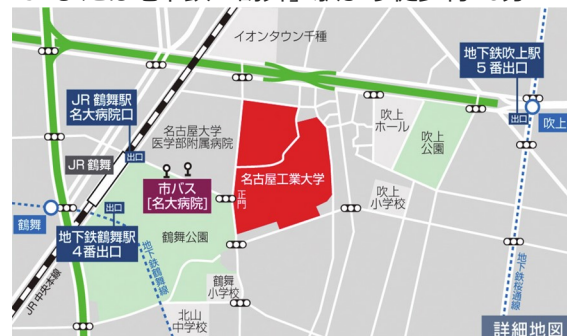 イオンタウン千種
地下鉄吹上駅
5番出口
出口
吹上
JR 鶴舞駅
名大病院口
出口
JR 鶴舞
名古屋大学
医学部附属病院
市バス
[名大病院]
名古屋工業大学
正門
吹上
ホール
吹上
公園
吹上
小学校
鶴舞
出口
地下鉄鶴舞駅
4番出口
鶴舞公園
地下鉄鶴舞線
JR 中央本線
鶴舞
小学校
北山
中学校
地下鉄桜通線
詳細地図